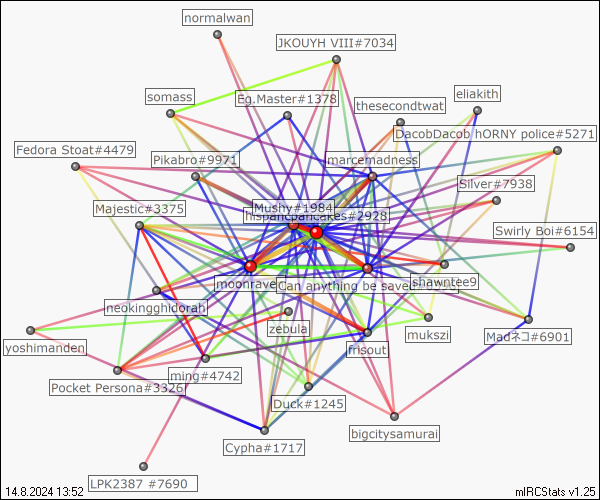 normalwan
JKOUYH VIII#7034
somass
Eg.Master#1378
eliakith
thesecondtwat
DacobDacob
hORNY police#5271
Fedora Stoat#4479
Pikabro#9971
marcemadness
Silver#7938
Majestic#3375
Mushy#1984
hispancpancakes#2928
Swirly Boi#6154
moonrave
Can anything be save
shawntee9
neokingghidorah
zebula
mukszi
Madネコ#6901
yoshimanden
frisout
ming#4742
Pocket Persona#3326
Duck#1245
bigcitysamurai
Cypha#1717
LPK2387 #7690
14.8.2024 13:52
mIRCStats v1.25